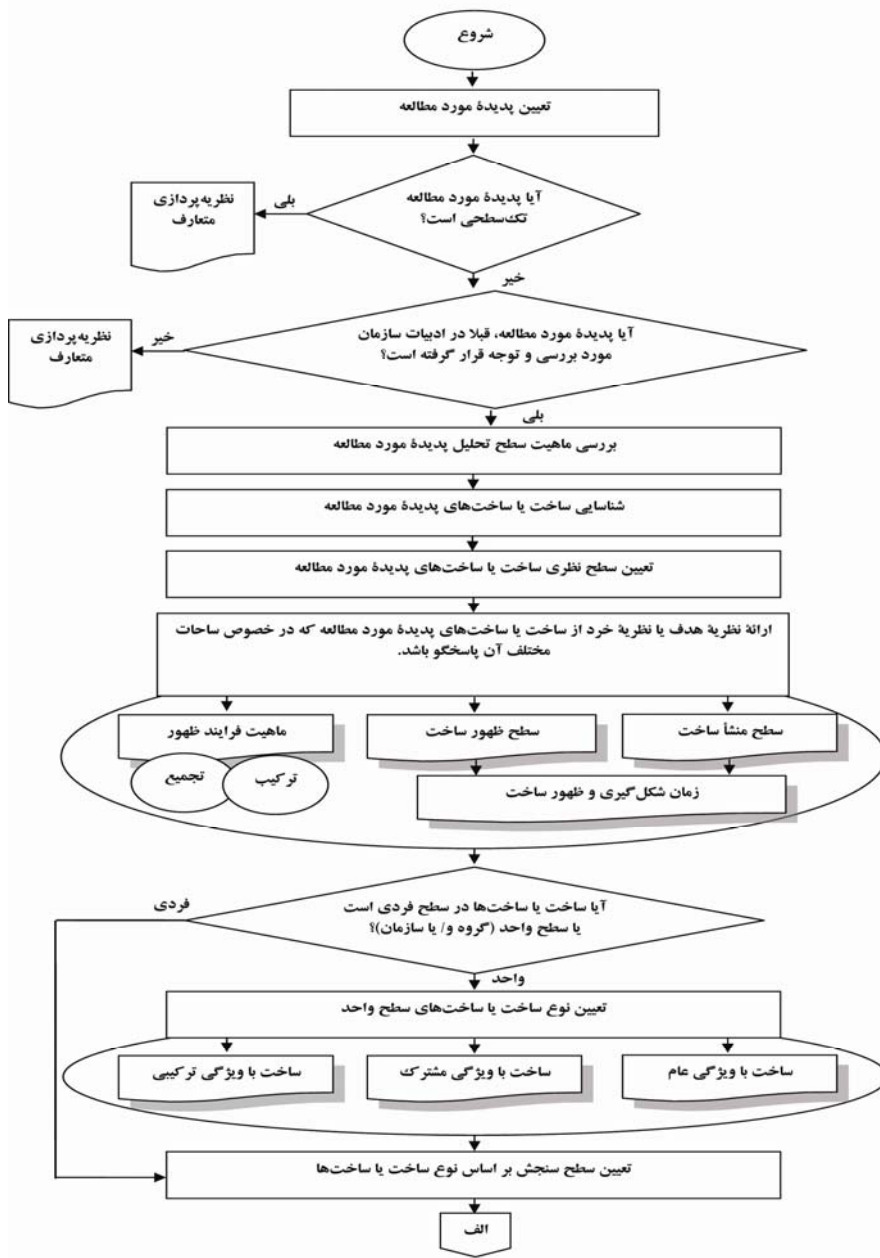 شروع
تعیین پدیدهٔ مورد مطالعه
آیا پدیدهٔ مورد مطالعه
تک‌سطحی است؟
بلی
نظریه‌پردازی
متعارف
خیر
آیا پدیدهٔ مورد مطالعه، قبلا در ادبیات سازمان
مورد بررسی و توجه قرار گرفته است؟
خیر
نظریه‌پردازی
متعارف
بلی
بررسی ماهیت سطح تحلیل پدیدهٔ مورد مطالعه
شناسایی ساخت یا ساخت‌های پدیدهٔ مورد مطالعه
تعیین سطح نظری ساخت یا ساخت‌های پدیدهٔ مورد مطالعه
ارائهٔ نظریهٔ هدف یا نظریهٔ خرد از ساخت یا ساخت‌های پدیدهٔ مورد مطالعه که در خصوص ساحات
مختلف آن پاسخگو باشد.
سطح منشأ ساخت
سطح ظهور ساخت
ماهیت فرایند ظهور
ترکیب
تجمیع
زمان شکل‌گیری و ظهور ساخت
آیا ساخت یا ساخت‌ها در سطح فردی است
یا سطح واحد (گروه و/ یا سازمان)؟
فردی
واحد
تعیین نوع ساخت یا ساخت‌های سطح واحد
ساخت با ویژگی عام
ساخت با ویژگی مشترک
ساخت با ویژگی ترکیبی
تعیین سطح سنجش بر اساس نوع ساخت یا ساخت‌ها
الف